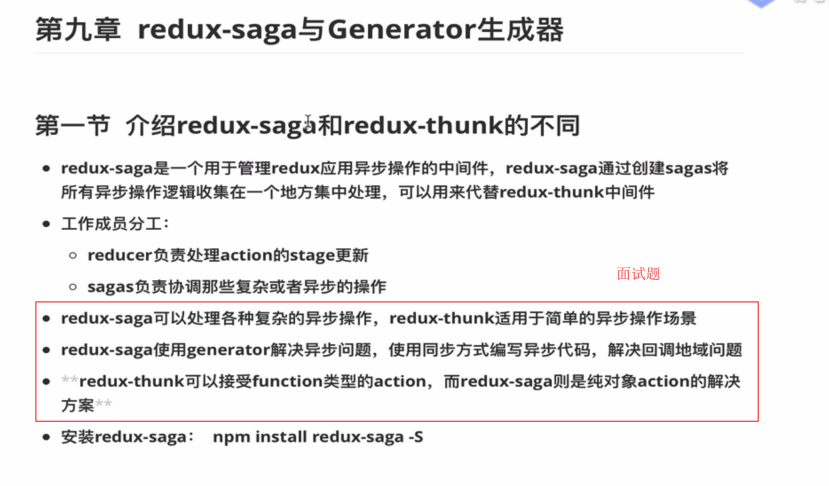 第九章 redux-saga与Generator生成器
第一节 介绍redux-saga和redux-thunk的不同
• redux-saga是一个用于管理redux应用异步操作的中间件，redux-saga通过创建sagas将
所有异步操作逻辑收集在一个地方集中处理，可以用来代替redux-thunk中间件
• 工作成员分工：
◦ reducer负责处理action的stage更新
◦ sagas负责协调那些复杂或者异步的操作
面试题
• redux-saga可以处理各种复杂的异步操作，redux-thunk适用于简单的异步操作场景
• redux-saga使用generator解决异步问题，使用同步方式编写异步代码，解决回调地域问题
• **redux-thunk可以接受function类型的action，而redux-saga则是纯对象action的解决
方案**
• 安装redux-saga： npm install redux-saga -S